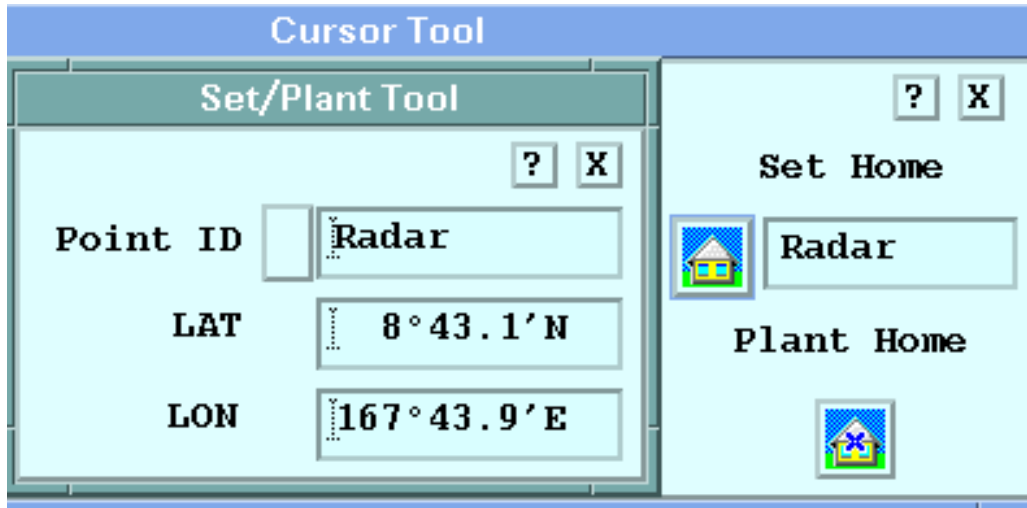 Cursor Tool
Set/Plant Tool
? X
? X
Set Home
Point ID Radar
Radar
LAT 8°43.1′N
Plant Home
LON 167°43.9′E